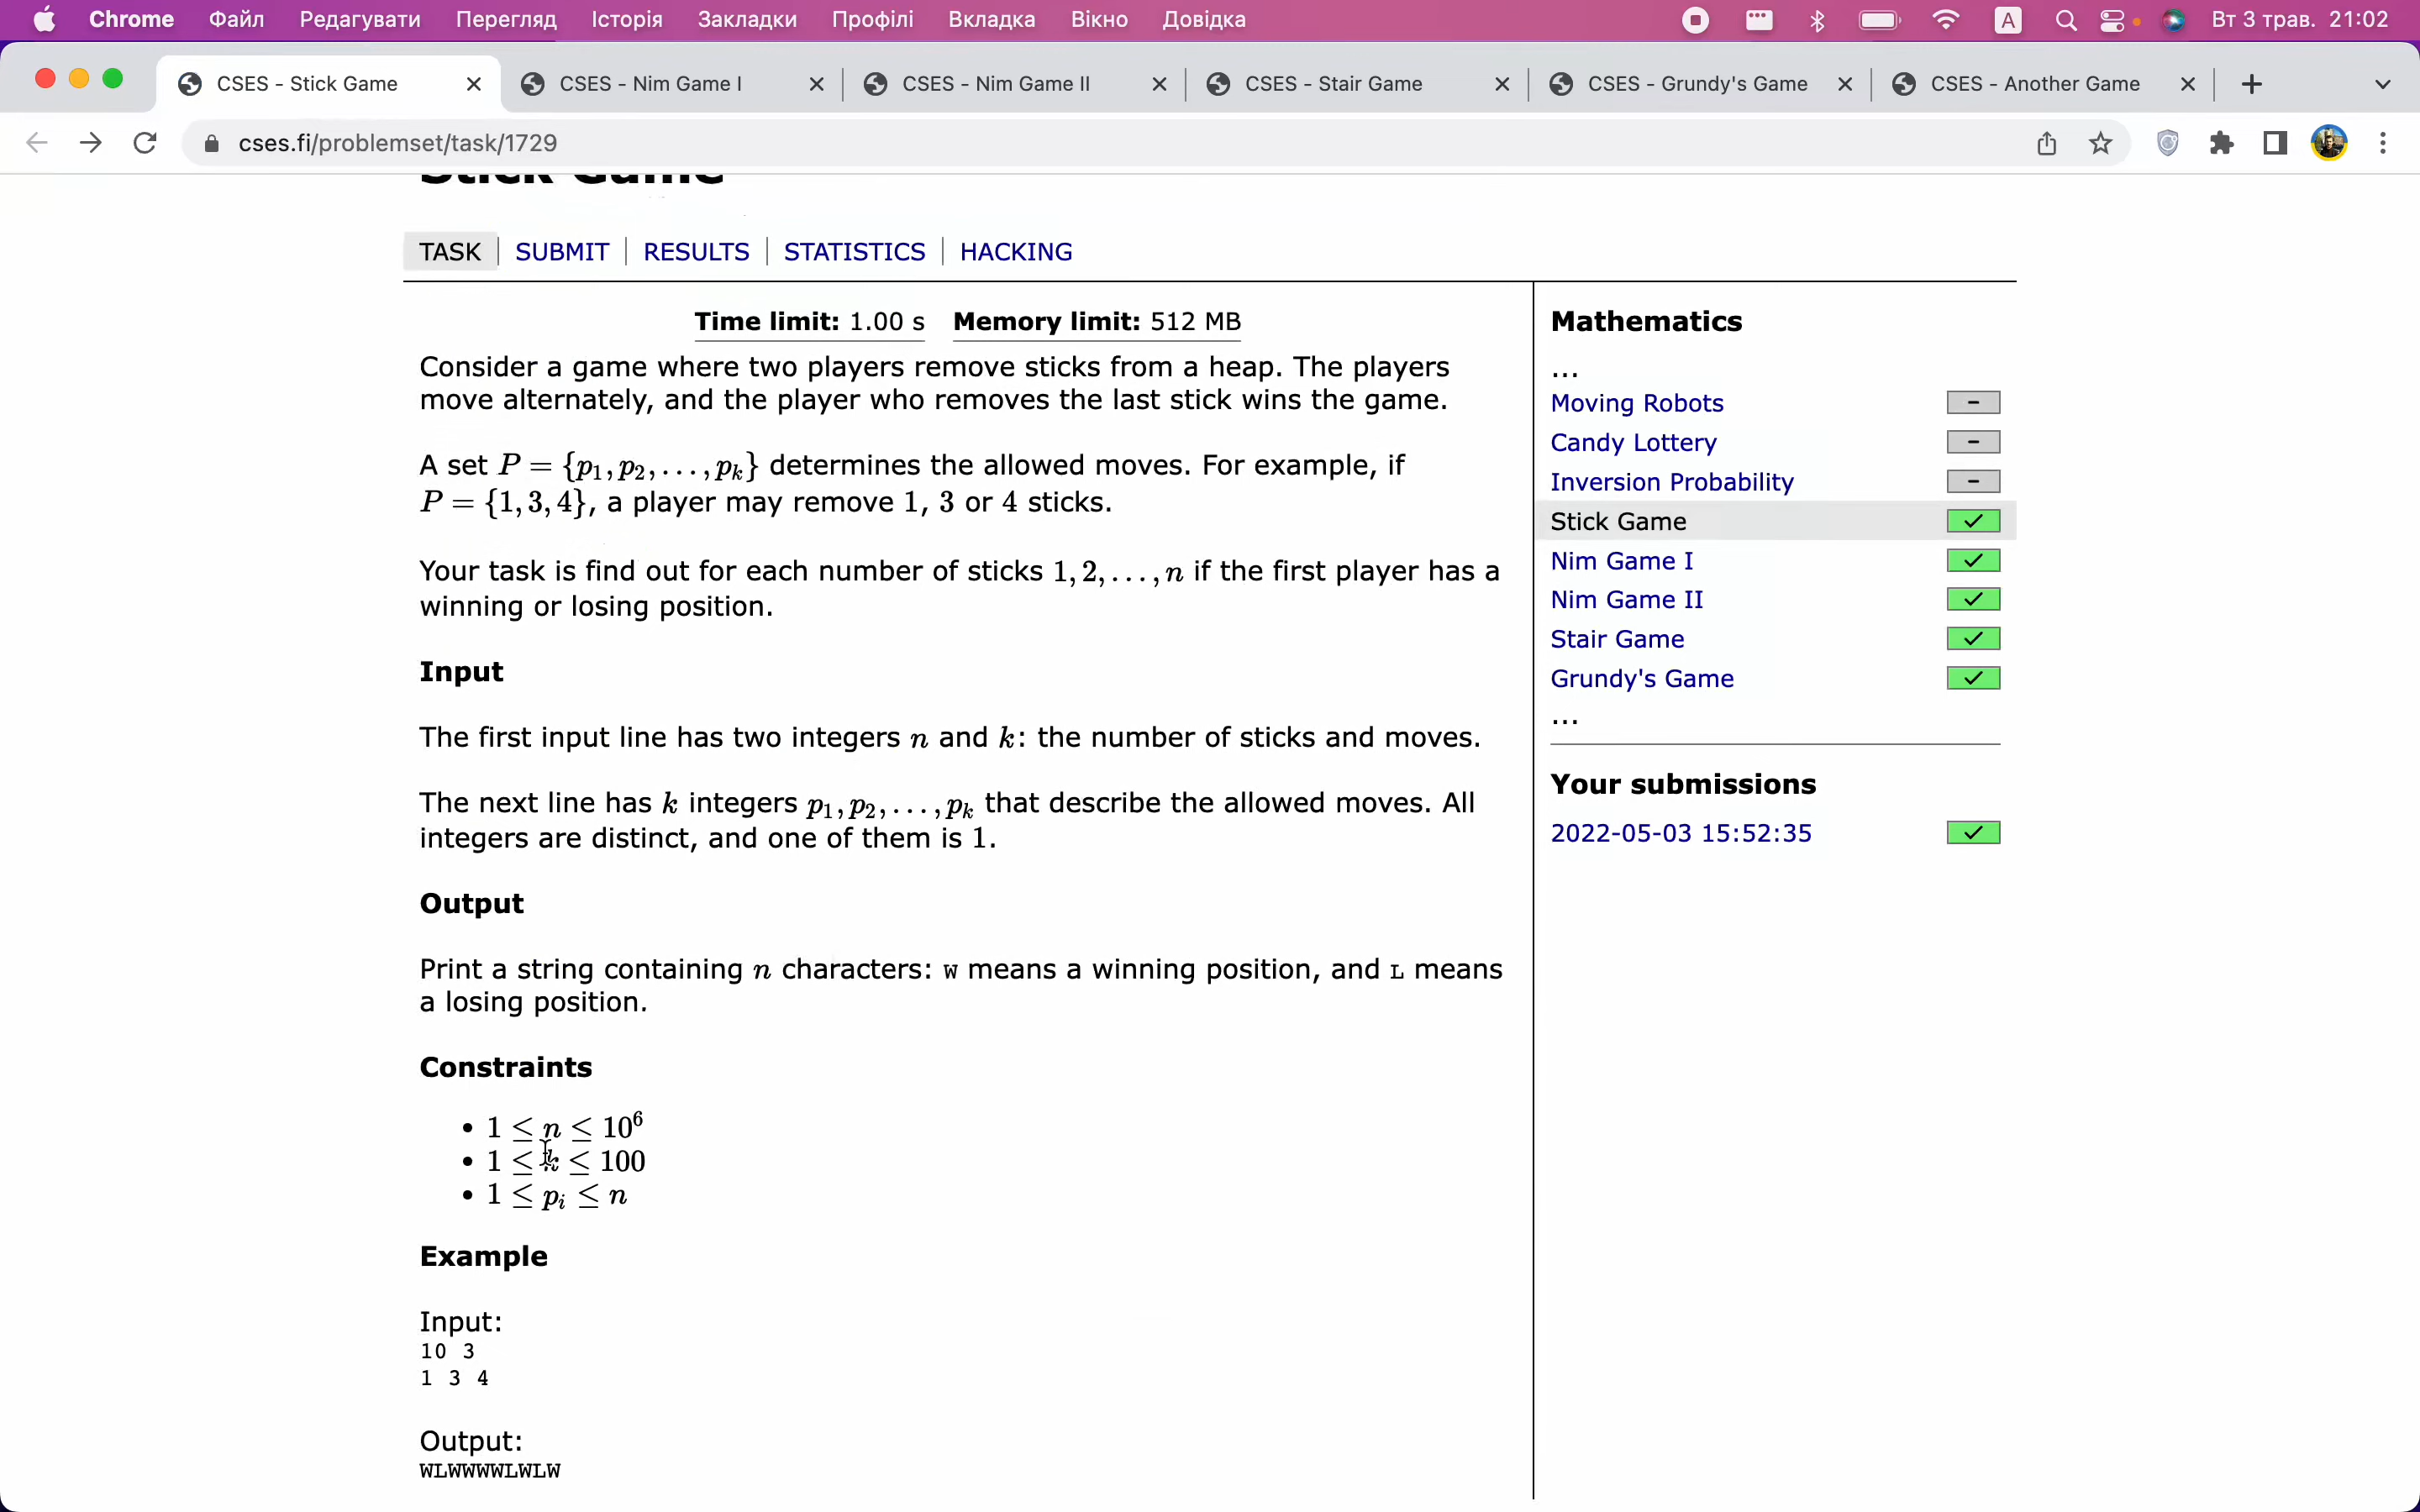 Chrome Файл Редагувати Перегляд Історія Закладки Профілі Вкладка Вікно Довідка A Вт 3 трав. 21:02
CSES - Stick Game CSES - Nim Game I CSES - Nim Game II CSES - Stair Game CSES - Grundy's Game CSES - Another Game
cses.fi/problemset/task/1729
Stick Game
TASK SUBMIT RESULTS STATISTICS HACKING
Time limit: 1.00 s Memory limit: 512 MB
Consider a game where two players remove sticks from a heap. The players
move alternately, and the player who removes the last stick wins the game.
A set P = {p₁, p₂, . . . , pₖ} determines the allowed moves. For example, if
P = {1, 3, 4}, a player may remove 1, 3 or 4 sticks.
Your task is find out for each number of sticks 1, 2, . . . , n if the first player has a
winning or losing position.
Input
The first input line has two integers n and k: the number of sticks and moves.
The next line has k integers p₁, p₂, . . . , pₖ that describe the allowed moves. All
integers are distinct, and one of them is 1.
Output
Print a string containing n characters: W means a winning position, and L means
a losing position.
Constraints
• 1 ≤ n ≤ 10⁶
• 1 ≤ k ≤ 100
• 1 ≤ pᵢ ≤ n
Example
Input:
10 3
1 3 4
Output:
WLWWWWLWLW
Mathematics
...
Moving Robots -
Candy Lottery -
Inversion Probability -
Stick Game ✓
Nim Game I ✓
Nim Game II ✓
Stair Game ✓
Grundy's Game ✓
...
Your submissions
2022-05-03 15:52:35 ✓